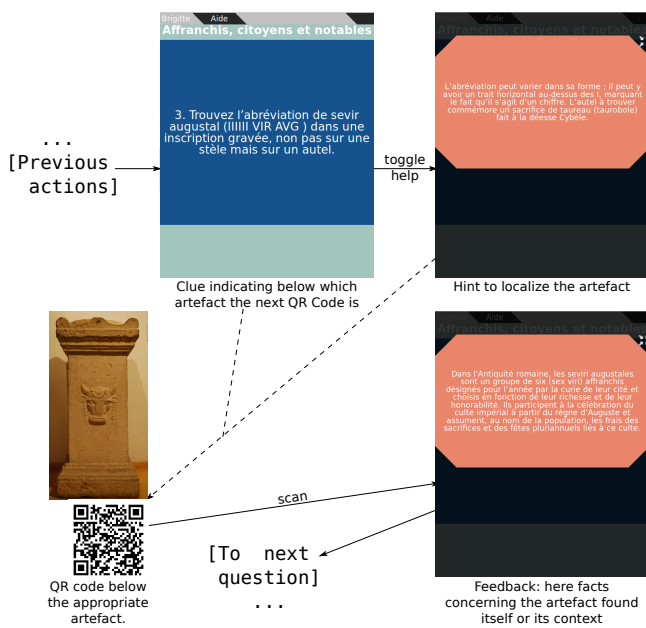 Brigitte Aide
Affranchis, citoyens et notables
3. Trouvez l'abréviation de sevir
augustal (IIIIII VIR AVG ) dans une
inscription gravée, non pas sur une
stèle mais sur un autel.
Aide
L'abréviation peut varier dans sa forme ; il peut y
avoir un trait horizontal au-dessus des I, marquant
le fait qu'il s'agit d'un chiffre. L'autel à trouver
commémore un sacrifice de taureau (taurobole)
fait à la déesse Cybèle.
...
[Previous
actions]
toggle
help
Clue indicating below which
artefact the next QR Code is
Hint to localize the artefact
Aide
Affranchis, citoyens et notables
Dans l'Antiquité romaine, les seviri augustales
sont un groupe de six (sex viri) affranchis
désignés pour l'année par la curie de leur cité et
choisis en fonction de leur richesse et de leur
honorabilité. Ils participent à la célébration du
culte impérial à partir du règne d'Auguste et
assument, au nom de la population, les frais des
sacrifices et des fêtes pluriannuels liés à ce culte.
scan
[To next
question]
...
QR code below
the appropriate
artefact.
Feedback: here facts
concerning the artefact found
itself or its context